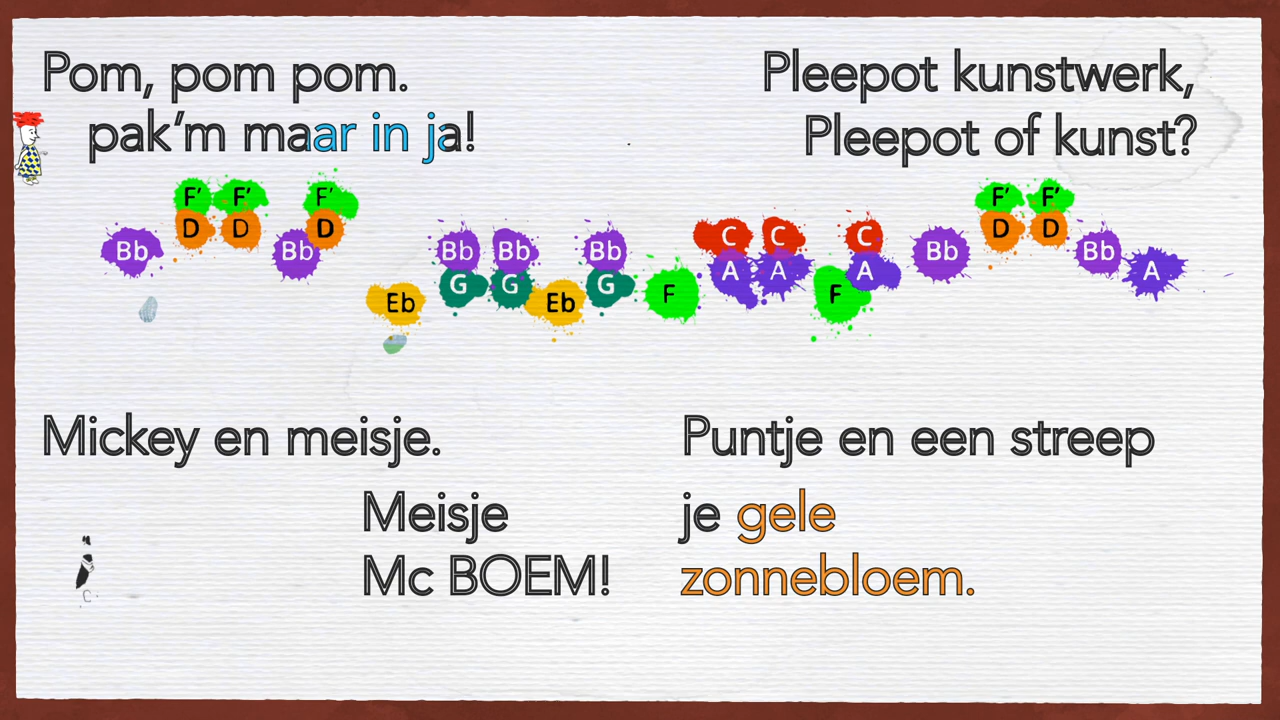 Pom, pom pom.
pak’m maar in ja!
Pleepot kunstwerk,
Pleepot of kunst?
F’ F’ F’ F’ F’
D D D C C C D D
Bb Bb Bb Bb Bb Bb Bb
G G G A A A A
Eb Eb F F
Mickey en meisje.
Meisje
Mc BOEM!
Puntje en een streep
je gele
zonnebloem.